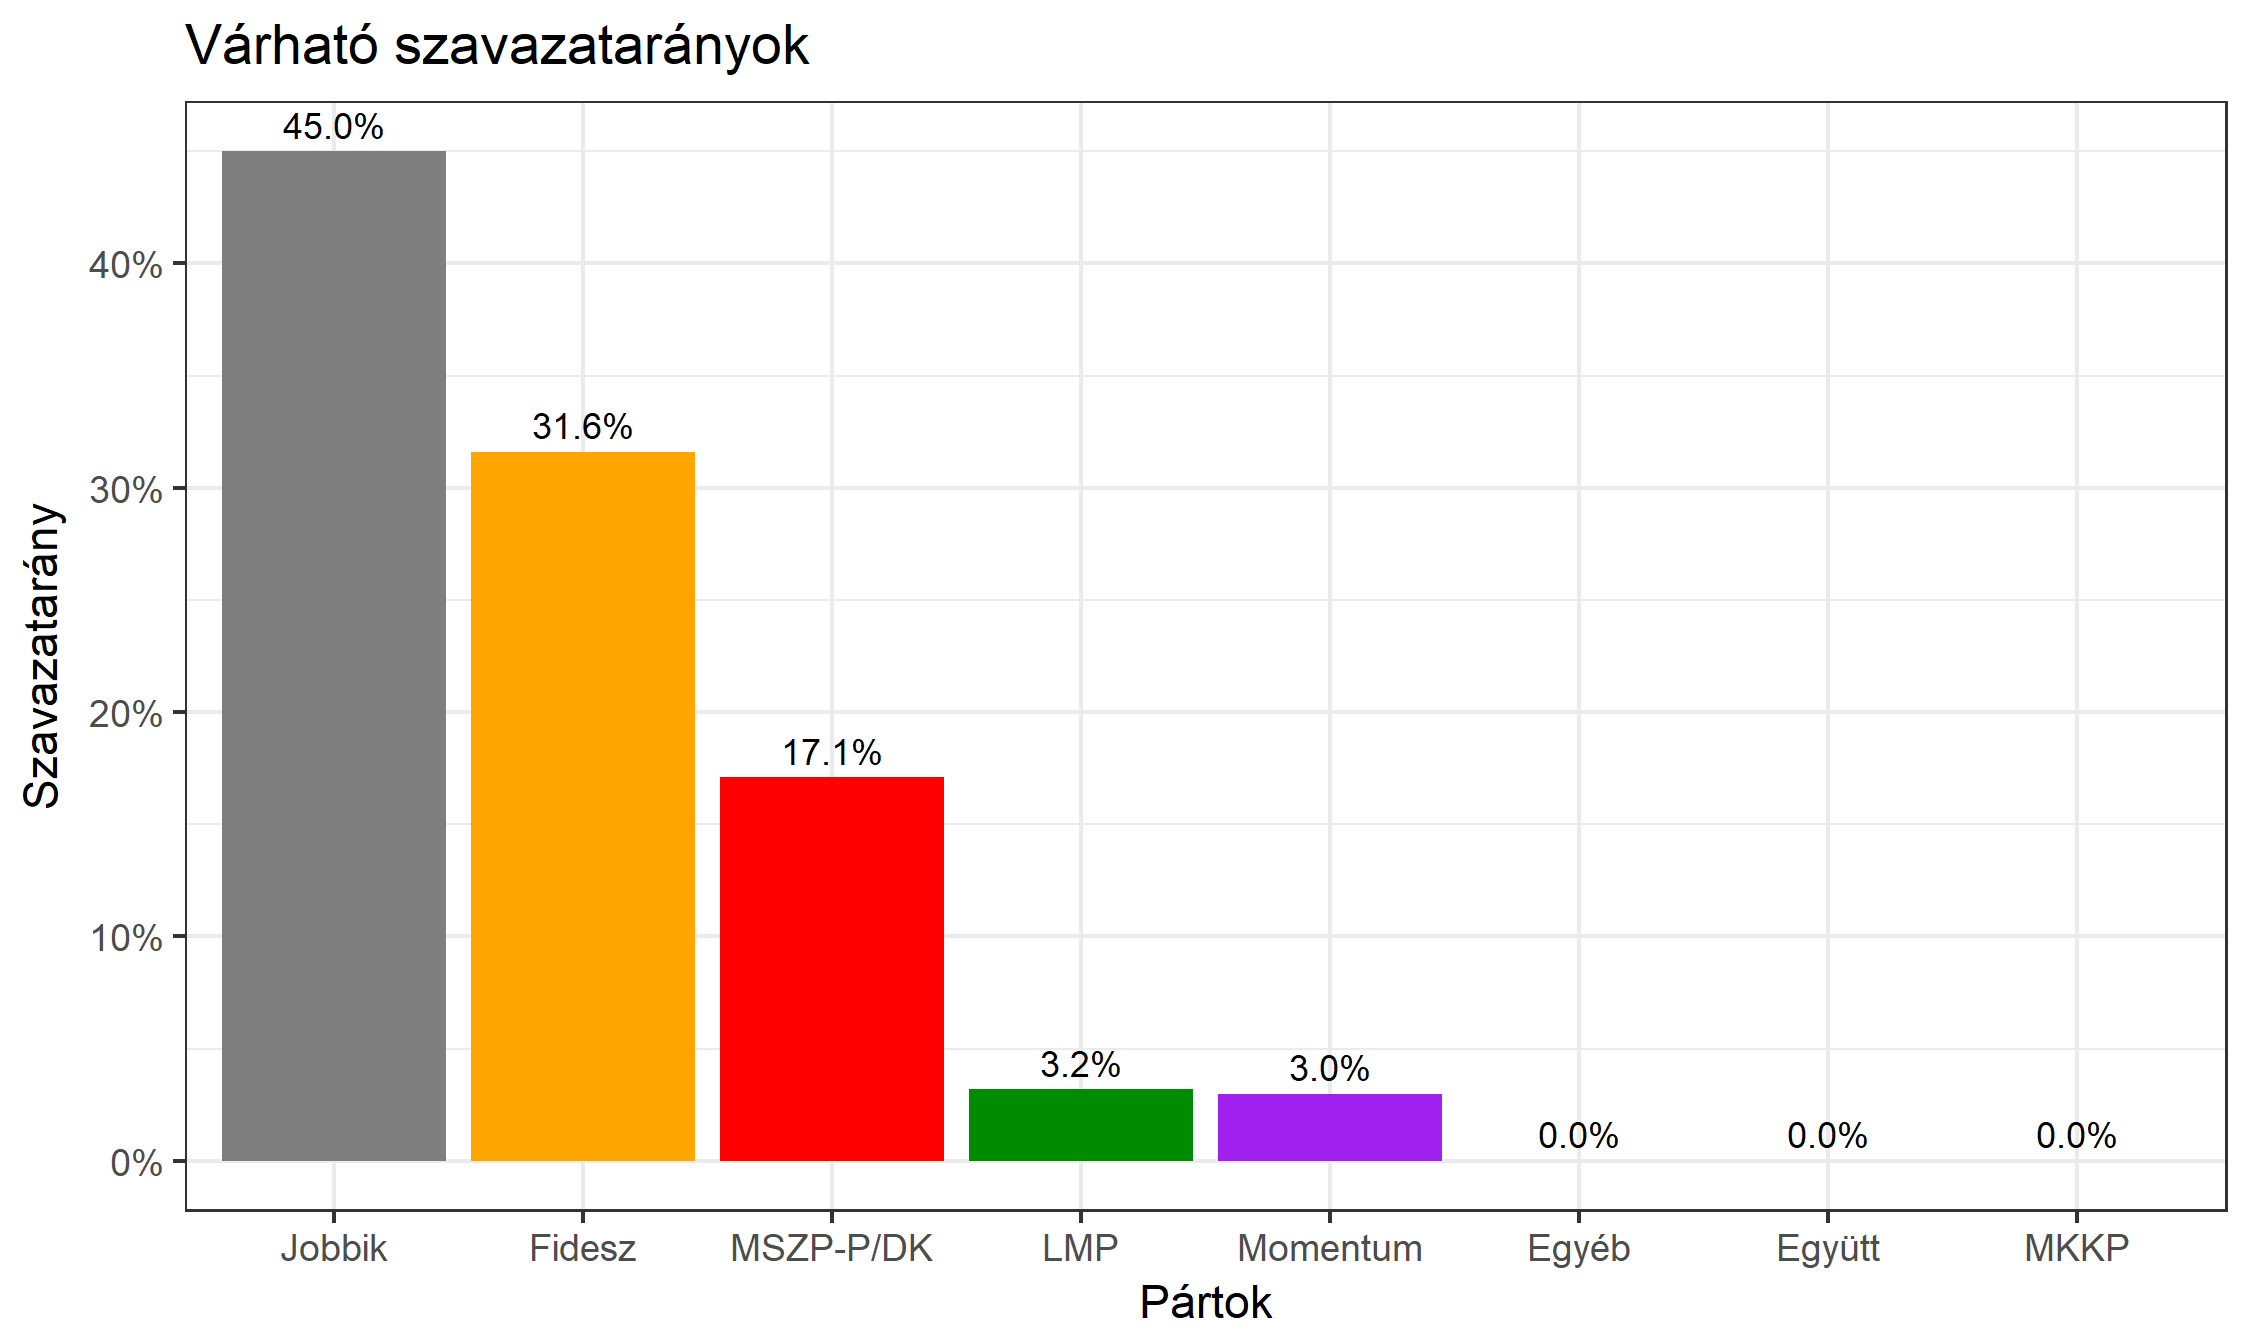 Várható szavazatarányok
45.0%
31.6%
17.1%
3.2%
3.0%
0.0%
0.0%
0.0%
40%
30%
20%
10%
0%
Szavazatarány
Jobbik
Fidesz
MSZP-P/DK
LMP
Momentum
Egyéb
Együtt
MKKP
Pártok